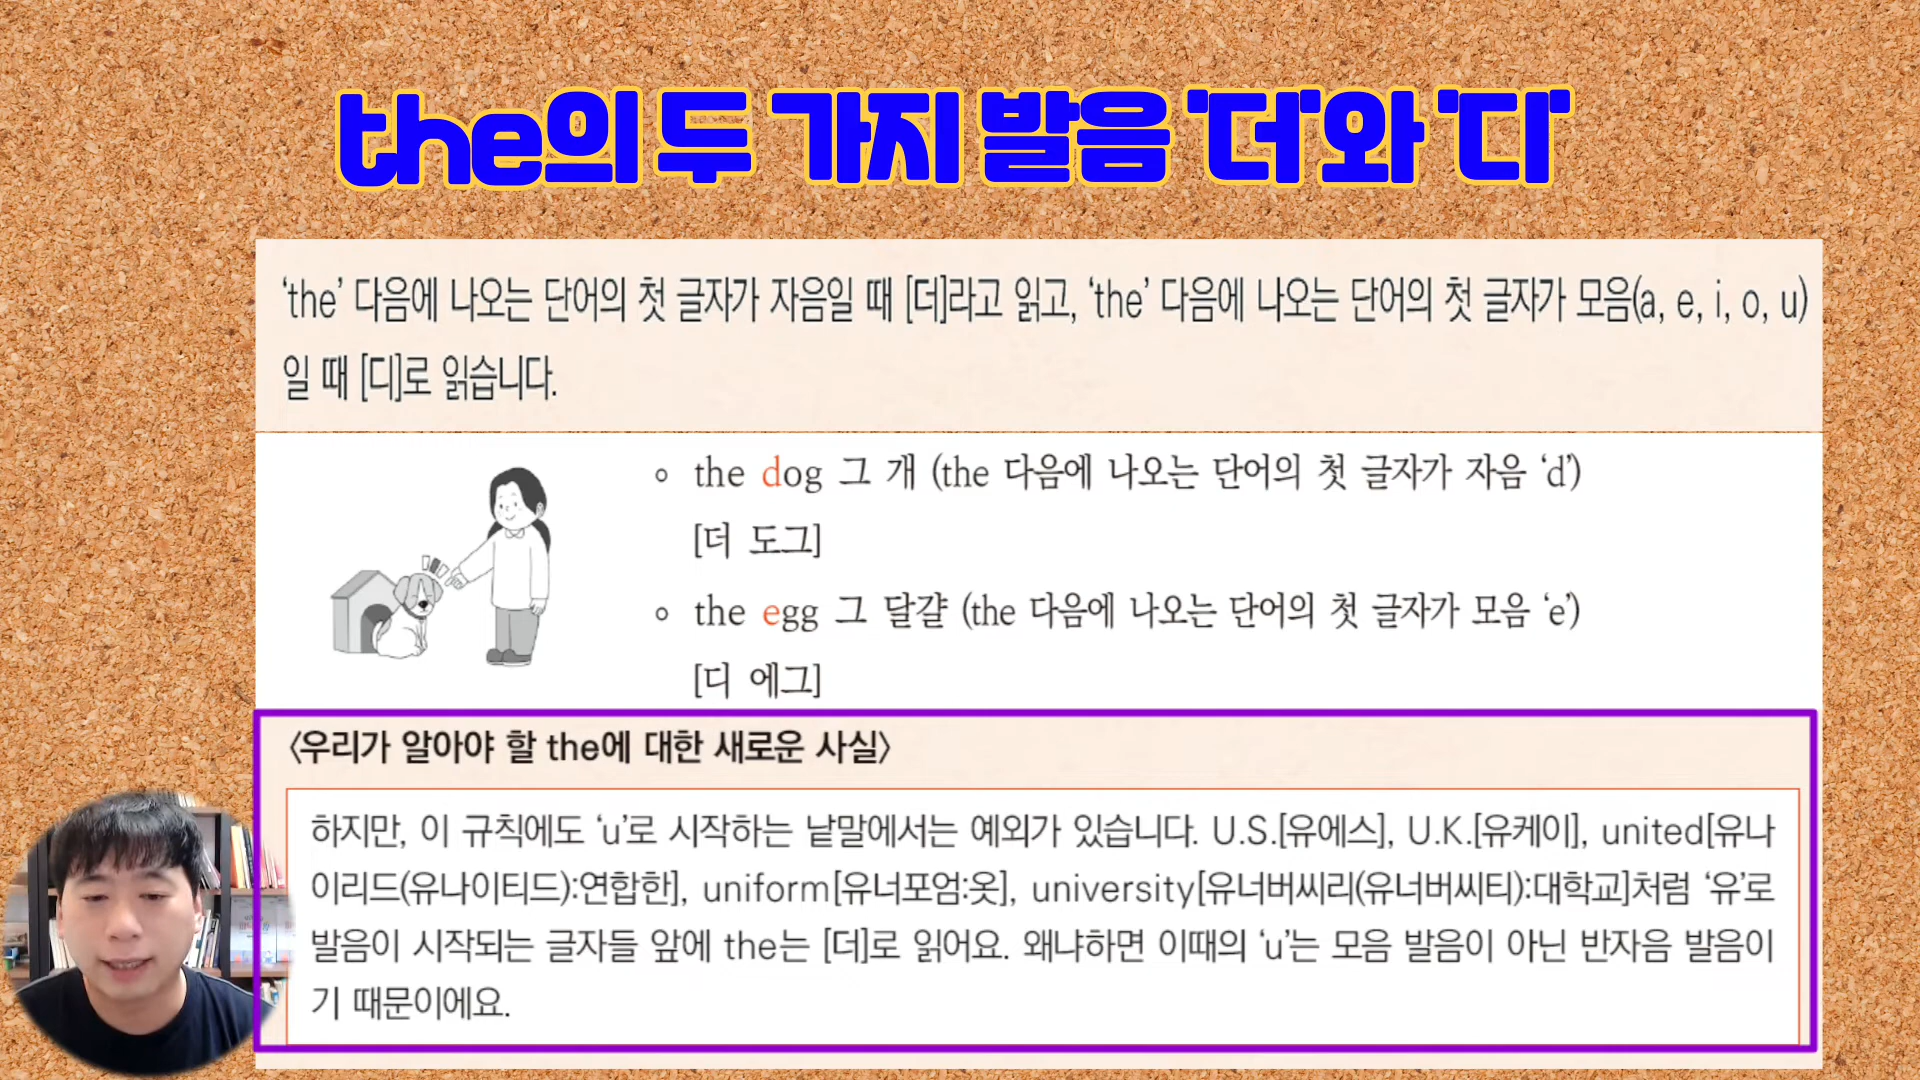 the의 두 가지 발음 '더'와 '디'
‘the’ 다음에 나오는 단어의 첫 글자가 자음일 때 [더]라고 읽고, ‘the’ 다음에 나오는 단어의 첫 글자가 모음(a, e, i, o, u)
일 때 [디]로 읽습니다.
the dog 그 개 (the 다음에 나오는 단어의 첫 글자가 자음 ‘d’)
[더 도그]
the egg 그 달걀 (the 다음에 나오는 단어의 첫 글자가 모음 ‘e’)
[디 에그]
〈우리가 알아야 할 the에 대한 새로운 사실〉
하지만, 이 규칙에도 ‘u’로 시작하는 낱말에서는 예외가 있습니다. U.S.[유에스], U.K.[유케이], united[유나
이리드(유나이티드):연합한], uniform[유너포엄:옷], university[유너버씨리(유너버씨티):대학교]처럼 ‘유’로
발음이 시작되는 글자들 앞에 the는 [더]로 읽어요. 왜냐하면 이때의 ‘u’는 모음 발음이 아닌 반자음 발음이
기 때문이에요.